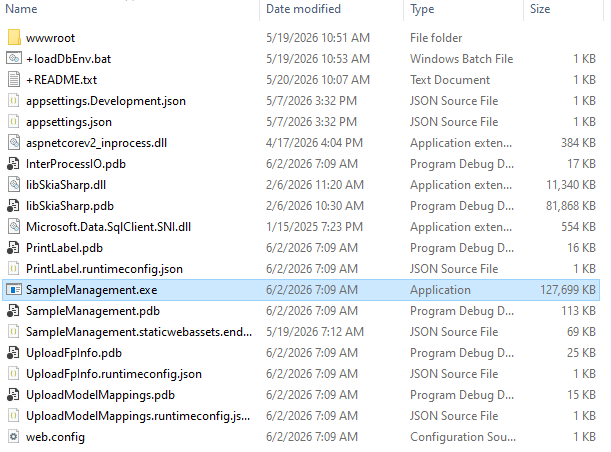 Name Date modified Type Size
wwwroot 5/19/2026 10:51 AM File folder
+loadDbEnv.bat 5/19/2026 10:53 AM Windows Batch File 1 KB
+README.txt 5/20/2026 10:07 AM Text Document 1 KB
appsettings.Development.json 5/7/2026 3:32 PM JSON Source File 1 KB
appsettings.json 5/7/2026 3:32 PM JSON Source File 1 KB
aspnetcorev2_inprocess.dll 4/17/2026 4:04 PM Application exten... 384 KB
InterProcessIO.pdb 6/2/2026 7:09 AM Program Debug D... 17 KB
libSkiaSharp.dll 2/6/2026 11:20 AM Application exten... 11,340 KB
libSkiaSharp.pdb 2/6/2026 10:30 AM Program Debug D... 81,868 KB
Microsoft.Data.SqlClient.SNI.dll 1/15/2025 7:23 PM Application exten... 554 KB
PrintLabel.pdb 6/2/2026 7:09 AM Program Debug D... 16 KB
PrintLabel.runtimeconfig.json 6/2/2026 7:09 AM JSON Source File 1 KB
SampleManagement.exe 6/2/2026 7:09 AM Application 127,699 KB
SampleManagement.pdb 6/2/2026 7:09 AM Program Debug D... 113 KB
SampleManagement.staticwebassets.end... 5/19/2026 7:12 AM JSON Source File 69 KB
UploadFpInfo.pdb 6/2/2026 7:09 AM Program Debug D... 25 KB
UploadFpInfo.runtimeconfig.json 6/2/2026 7:09 AM JSON Source File 1 KB
UploadModelMappings.pdb 6/2/2026 7:09 AM Program Debug D... 15 KB
UploadModelMappings.runtimeconfig.js... 6/2/2026 7:09 AM JSON Source File 1 KB
web.config 6/2/2026 7:09 AM Configuration Sou... 1 KB